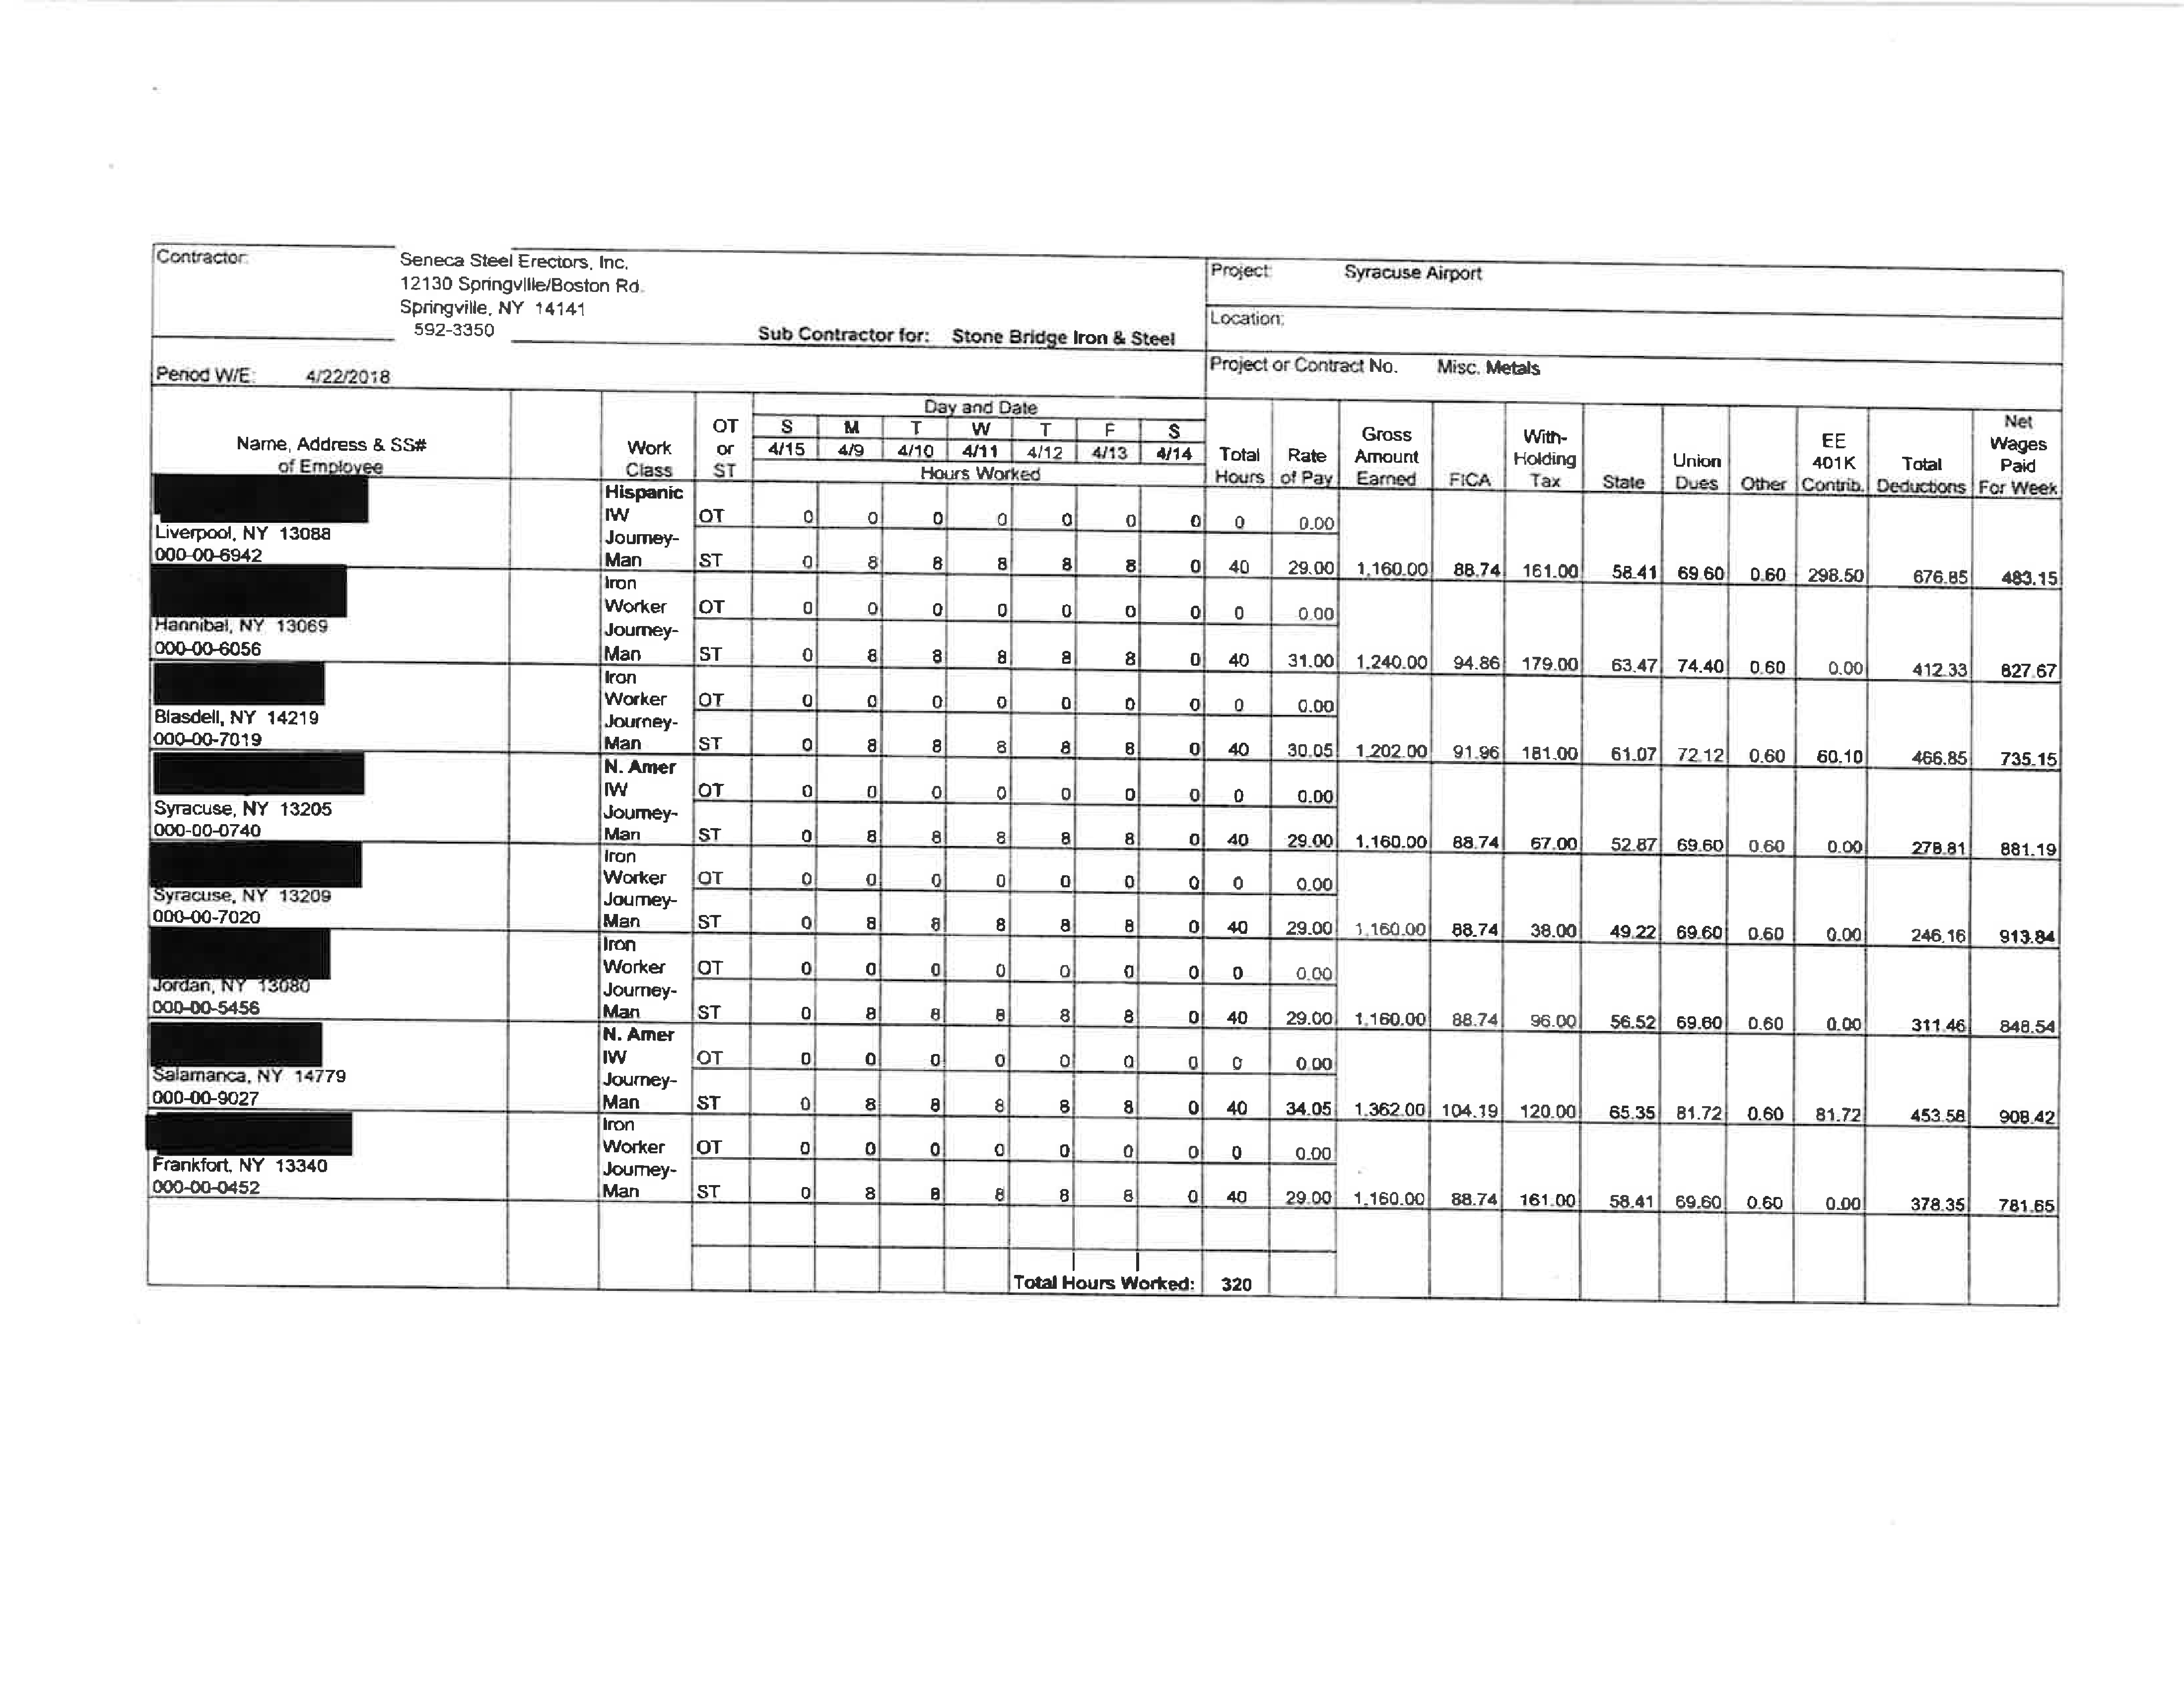 Contractor: Seneca Steel Erectors, Inc.
12130 Springville/Boston Rd.
Springville, NY 14141
592-3350
Sub Contractor for: Stone Bridge Iron & Steel
Project: Syracuse Airport
Location:
Project or Contract No. Misc. Metals
Period W/E: 4/22/2018
Name, Address & SS# of Employee
Work Class
OT or ST
Day and Date
S M T W T F S
4/15 4/9 4/10 4/11 4/12 4/13 4/14
Hours Worked
Total Hours
Rate of Pay
Gross Amount Earned
FICA
With-Holding Tax
State
Union Dues
Other
EE 401K Contrib.
Total Deductions
Net Wages Paid For Week
Hispanic
IW OT 0 0 0 0 0 0 0 0 0.00
Liverpool, NY 13088 Journey-
000-00-6942 Man ST 0 8 8 8 8 8 0 40 29.00 1,160.00 88.74 161.00 58.41 69.60 0.60 298.50 676.85 483.15
Iron
Worker OT 0 0 0 0 0 0 0 0 0.00
Hannibal, NY 13069 Journey-
000-00-6056 Man ST 0 8 8 8 8 8 0 40 31.00 1,240.00 94.86 179.00 63.47 74.40 0.60 0.00 412.33 827.67
Iron
Worker OT 0 0 0 0 0 0 0 0 0.00
Blasdell, NY 14219 Journey-
000-00-7019 Man ST 0 8 8 8 8 8 0 40 30.05 1,202.00 91.96 181.00 61.07 72.12 0.60 60.10 466.85 735.15
N. Amer
IW OT 0 0 0 0 0 0 0 0 0.00
Syracuse, NY 13205 Journey-
000-00-0740 Man ST 0 8 8 8 8 8 0 40 29.00 1,160.00 88.74 67.00 52.87 69.60 0.60 0.00 278.81 881.19
Iron
Worker OT 0 0 0 0 0 0 0 0 0.00
Syracuse, NY 13209 Journey-
000-00-7020 Man ST 0 8 8 8 8 8 0 40 29.00 1,160.00 88.74 38.00 49.22 69.60 0.60 0.00 246.16 913.84
Iron
Worker OT 0 0 0 0 0 0 0 0 0.00
Jordan, NY 13080 Journey-
000-00-5456 Man ST 0 8 8 8 8 8 0 40 29.00 1,160.00 88.74 96.00 56.52 69.60 0.60 0.00 311.46 848.54
N. Amer
IW OT 0 0 0 0 0 0 0 0 0.00
Salamanca, NY 14779 Journey-
000-00-9027 Man ST 0 8 8 8 8 8 0 40 34.05 1,362.00 104.19 120.00 65.35 81.72 0.60 81.72 453.58 908.42
Iron
Worker OT 0 0 0 0 0 0 0 0 0.00
Frankfort, NY 13340 Journey-
000-00-0452 Man ST 0 8 8 8 8 8 0 40 29.00 1,160.00 88.74 161.00 58.41 69.60 0.60 0.00 378.35 781.65
Total Hours Worked: 320